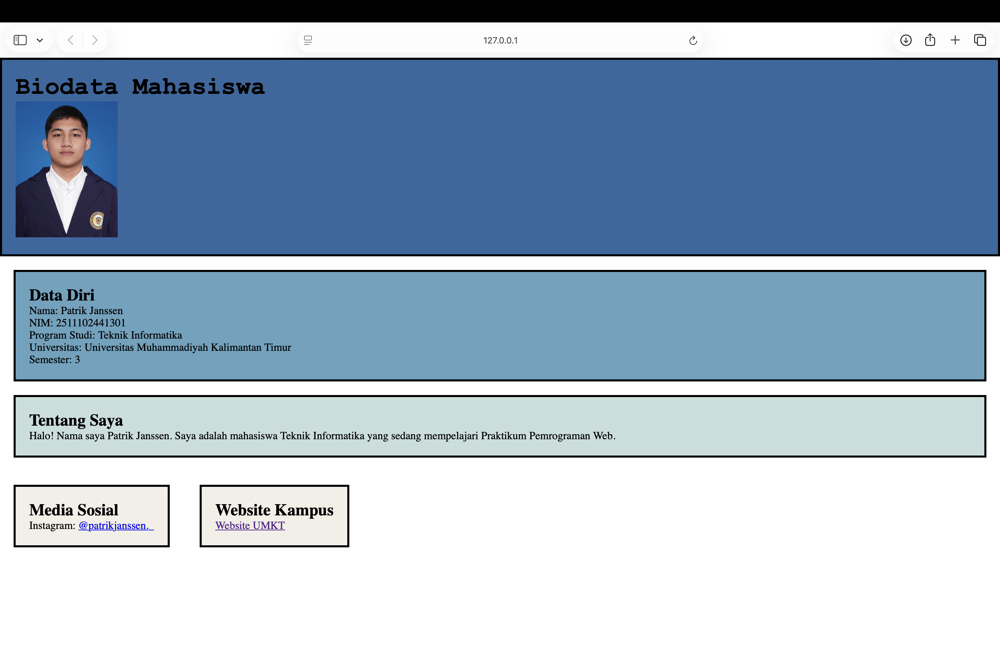 127.0.0.1
Biodata Mahasiswa
Data Diri
Nama: Patrik Janssen
NIM: 2511102441301
Program Studi: Teknik Informatika
Universitas: Universitas Muhammadiyah Kalimantan Timur
Semester: 3
Tentang Saya
Halo! Nama saya Patrik Janssen. Saya adalah mahasiswa Teknik Informatika yang sedang mempelajari Praktikum Pemrograman Web.
Media Sosial
Instagram: @patrikjanssen._
Website Kampus
Website UMKT